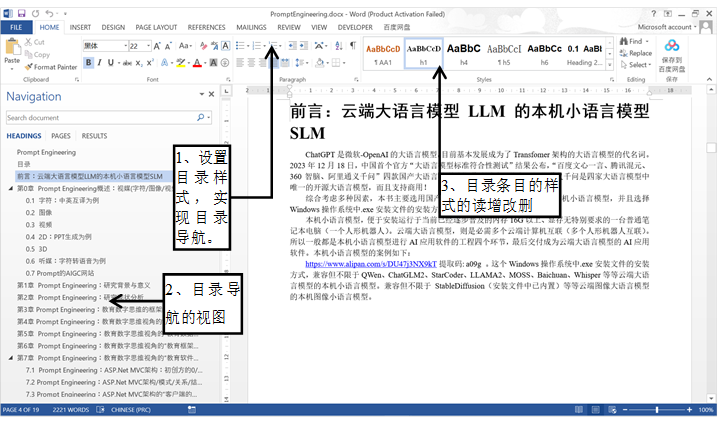 PromptEngineering.docx - Word (Product Activation Failed)
FILE HOME INSERT DESIGN PAGE LAYOUT REFERENCES MAILINGS REVIEW VIEW DEVELOPER 百度网盘 Microsoft account
Paste
Cut
Copy
Format Painter
Clipboard
黑体 22
Font
Paragraph
AaBbCcD AaBbCcD AaBbC AaBbCcI AaBbCc 0.1 AaBl
¶ AA1 h1 h4 ¶ h5 ¶ h6 Heading 2...
Styles
Find
Replace
Select
Editing
保存到
百度网盘
保存
Navigation
Search document
HEADINGS PAGES RESULTS
Prompt Engineering
目录
前言：云端大语言模型LLM的本机小语言模型SLM
第0章 Prompt Engineering概述：视媒(字符/图像/视
0.1 字符：中英互译为例
0.2 图像
0.3 视频
0.4 2D：PPT生成为例
0.5 3D
0.6 听媒：字符转语音为例
0.7 Prompt的AIGC网站
第1章 Prompt Engineering：研究背景与意义
第2章 Prompt Engineering：研究现状分析
第3章 Prompt Engineering：教育数字思维的框架
第4章 Prompt Engineering：教育数字思维视角的
第5章 Prompt Engineering：教育数字思维视角的
第6章 Prompt Engineering：教育数字思维视角的"教育框架...
第7章 Prompt Engineering：教育数字思维视角的"教育软件...
7.1 Prompt Engineering：ASP.Net MVC架构：初创方的0/...
7.2 Prompt Engineering：ASP.Net MVC架构/模式/关系/结...
7.3 Prompt Engineering：ASP.Net MVC架构的"客户端的...
1、设置
目录样
式，实
现目录
导航。
2、目录导
航的视图
3、目录条目的样
式的读增改删
前言：云端大语言模型 LLM 的本机小语言模型
SLM
ChatGPT 是微软-OpenAI 的大语言模型，目前基本发展成为了 Transfomer 架构的大语言模型的代名词。
2023 年 12 月 18 日，中国首个官方"大语言模型标准符合性测试"结果公布，"百度文心一言、腾讯混元、
360 智脑、阿里通义千问"四款国产大语言
千问是四家大语言模型中
唯一的开源大语言模型，而且支持商用！
综合考虑多种因素，本书主要选用国产
机小语言模型，并且选择
Windows 操作系统中.exe 安装文件的安装方
本机小语言模型，便于安装运行于当前已经逐步普及的内存 16G 以上、显存无特别要求的一台普通笔
记本电脑（一个人形机器人）。云端大语言模型，则是必需多个云端计算机互联（多个人形机器人互联），
所以一般都是本机小语言模型进行 AI 应用软件的工程四个环节，最后交付成为云端大语言模型的 AI 应用
软件。本机小语言模型的案例如下：
https://www.alipan.com/s/DU47j3NX9kT 提取码: a09g 。这个 Windows 操作系统中.exe 安装文件的安装
方式，兼容但不限于 QWen、ChatGLM2、StarCoder、LLAMA2、MOSS、Baichuan、Whisper 等等云端大语
言模型的本机小语言模型。兼容但不限于 StableDiffusion（安装文件中已内置）等等云端图像大语言模型
的本机图像小语言模型。
PAGE 4 OF 19 2221 WORDS CHINESE (PRC) 100%